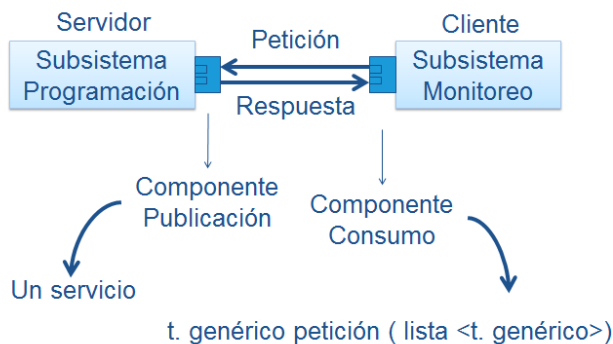 Servidor
Cliente
Petición
Subsistema
Programación
Subsistema
Monitoreo
Respuesta
Componente
Publicación
Componente
Consumo
Un servicio
t. genérico petición ( lista <t. genérico>)